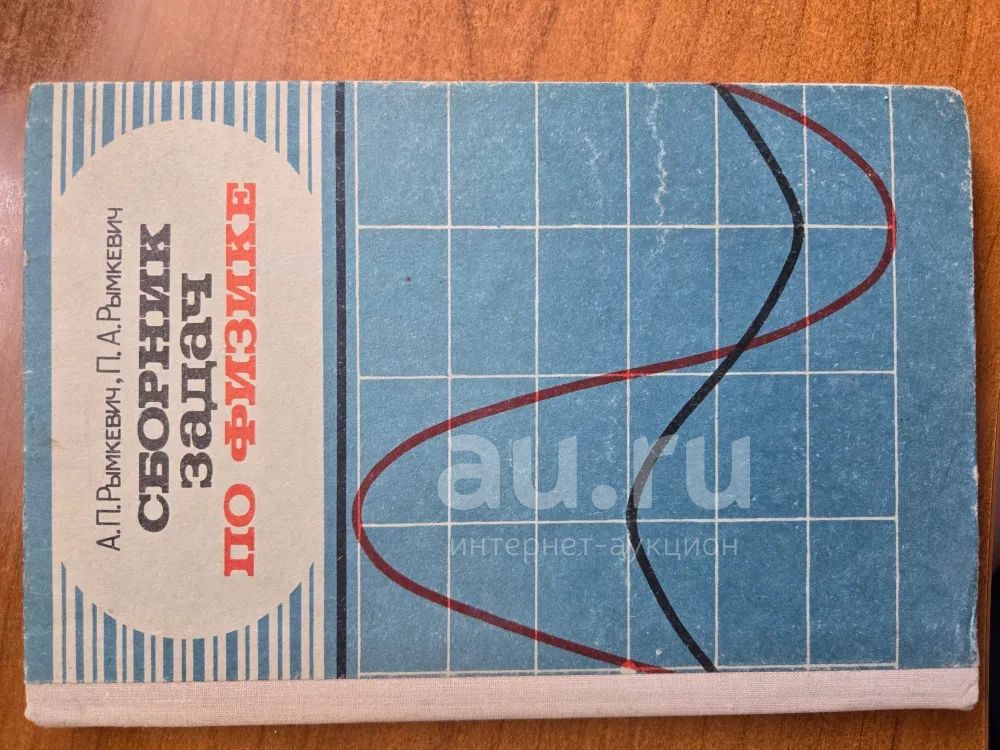 А.П.Рымкевич, П.А.Рымкевич
СБОРНИК
ЗАДАЧ
ПО ФИЗИКЕ
au.ru
интернет-аукцион